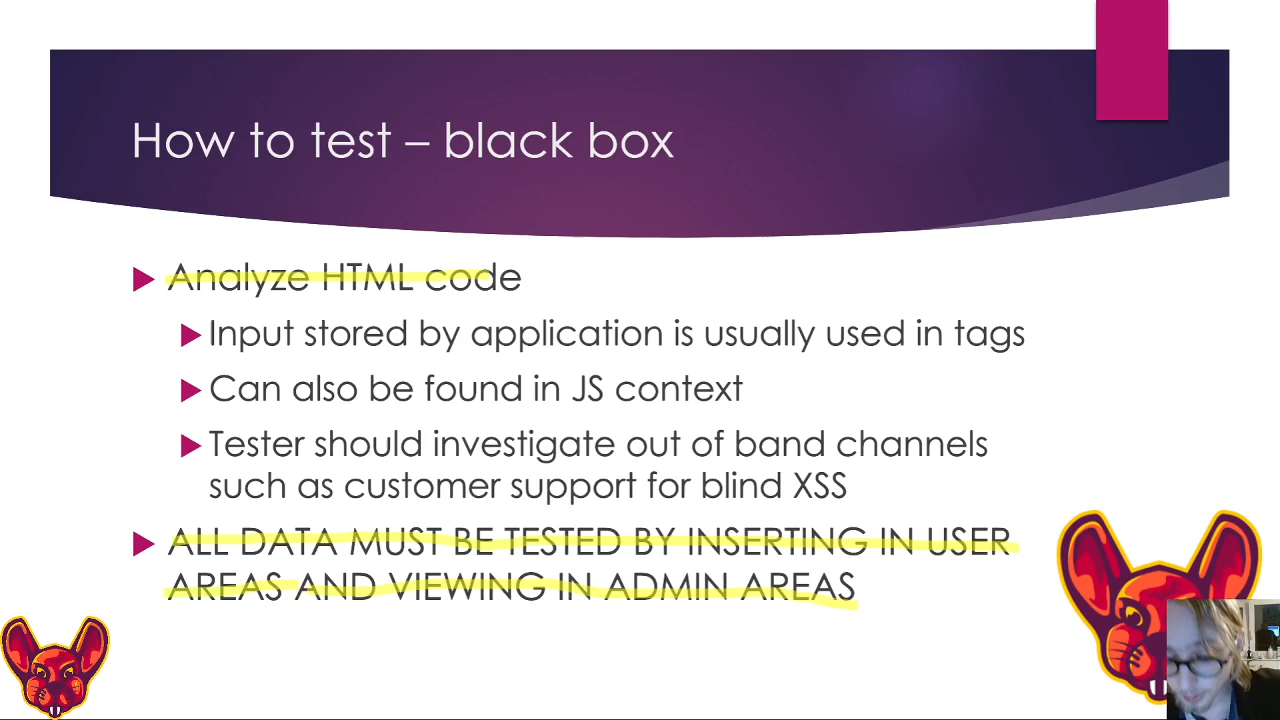 How to test – black box
Analyze HTML code
Input stored by application is usually used in tags
Can also be found in JS context
Tester should investigate out of band channels
such as customer support for blind XSS
ALL DATA MUST BE TESTED BY INSERTING IN USER
AREAS AND VIEWING IN ADMIN AREAS